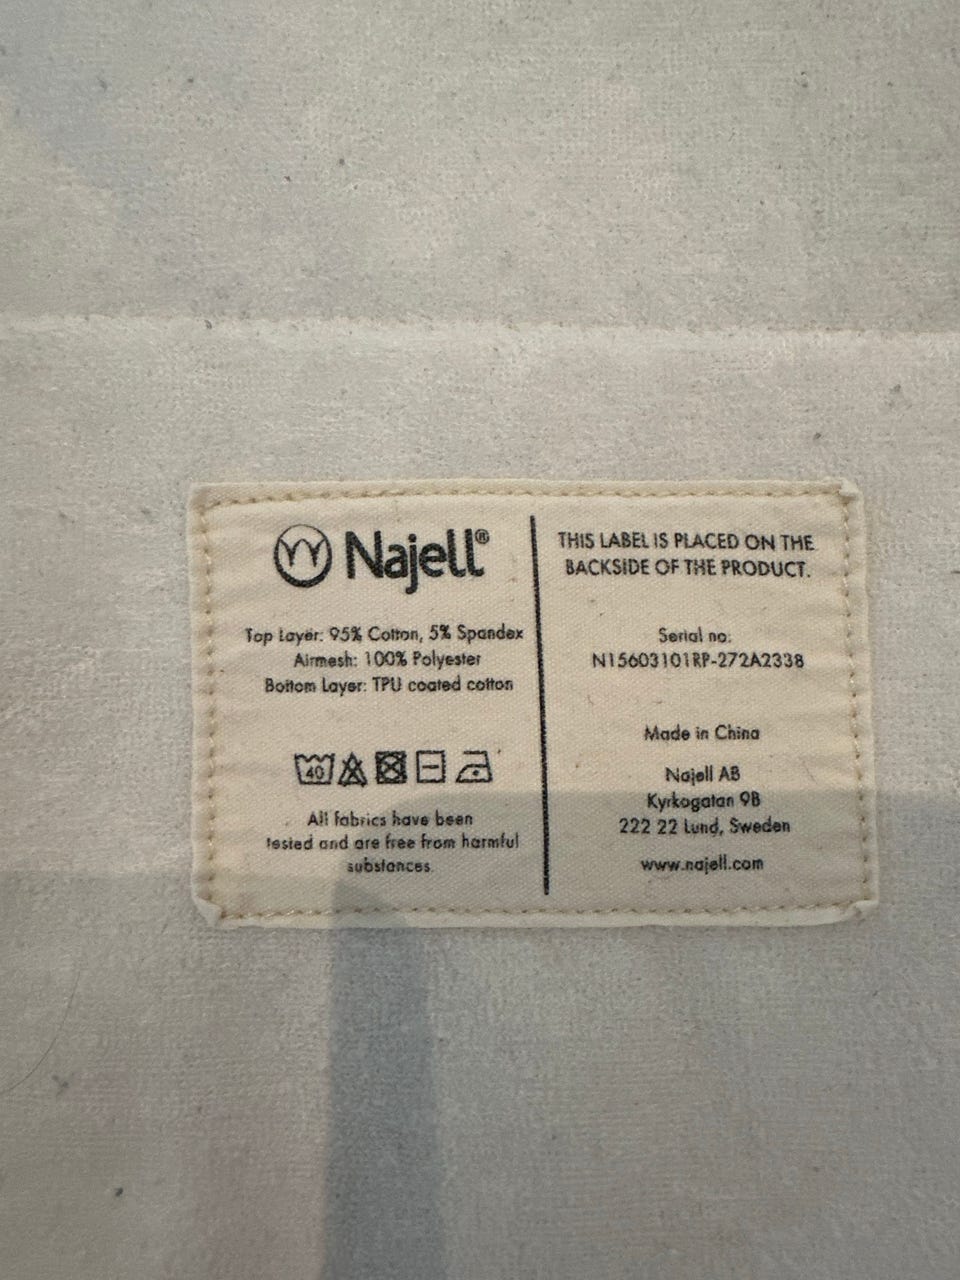 Najell®
Top Layer: 95% Cotton, 5% Spandex
Airmesh: 100% Polyester
Bottom Layer: TPU coated cotton
40
All fabrics have been
tested and are free from harmful
substances.
THIS LABEL IS PLACED ON THE
BACKSIDE OF THE PRODUCT.
Serial no:
N15603101RP-272A2338
Made in China
Najell AB
Kyrkogatan 9B
222 22 Lund, Sweden
www.najell.com